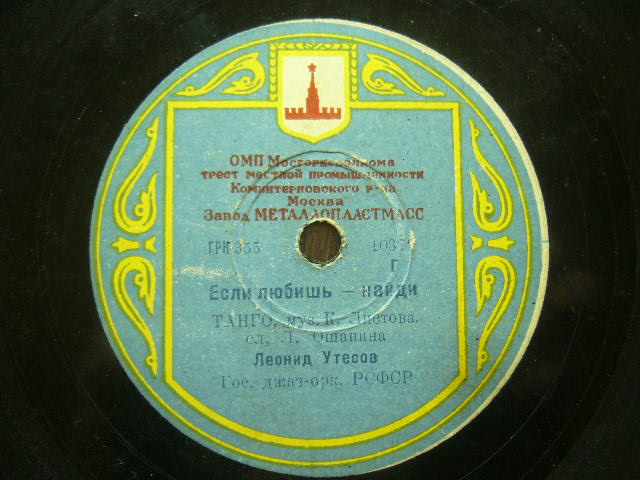 ОМП Мосгорисполкома
трест местной промышленности
Коминтерновского р-на
Москва
Завод МЕТАЛЛОПЛАСТМАСС
ГРК 355
Г
Если любишь — найди
ТАНГО, муз. К. Листова,
сл. Л. Ошанина
Леонид Утесов
Гос. джаз-орк. РСФСР